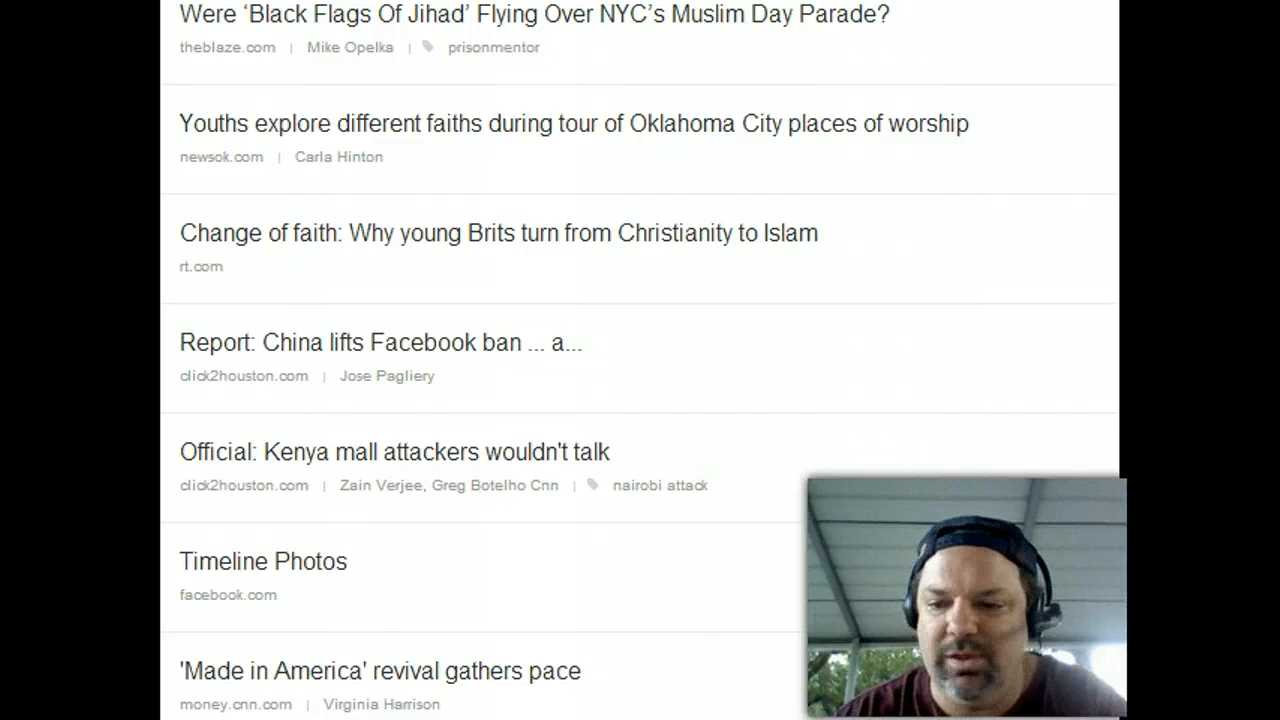 Were ‘Black Flags Of Jihad’ Flying Over NYC’s Muslim Day Parade?
theblaze.com | Mike Opelka | prisonmentor
Youths explore different faiths during tour of Oklahoma City places of worship
newsok.com | Carla Hinton
Change of faith: Why young Brits turn from Christianity to Islam
rt.com
Report: China lifts Facebook ban ... a...
click2houston.com | Jose Pagliery
Official: Kenya mall attackers wouldn't talk
click2houston.com | Zain Verjee, Greg Botelho Cnn | nairobi attack
Timeline Photos
facebook.com
'Made in America' revival gathers pace
money.cnn.com | Virginia Harrison